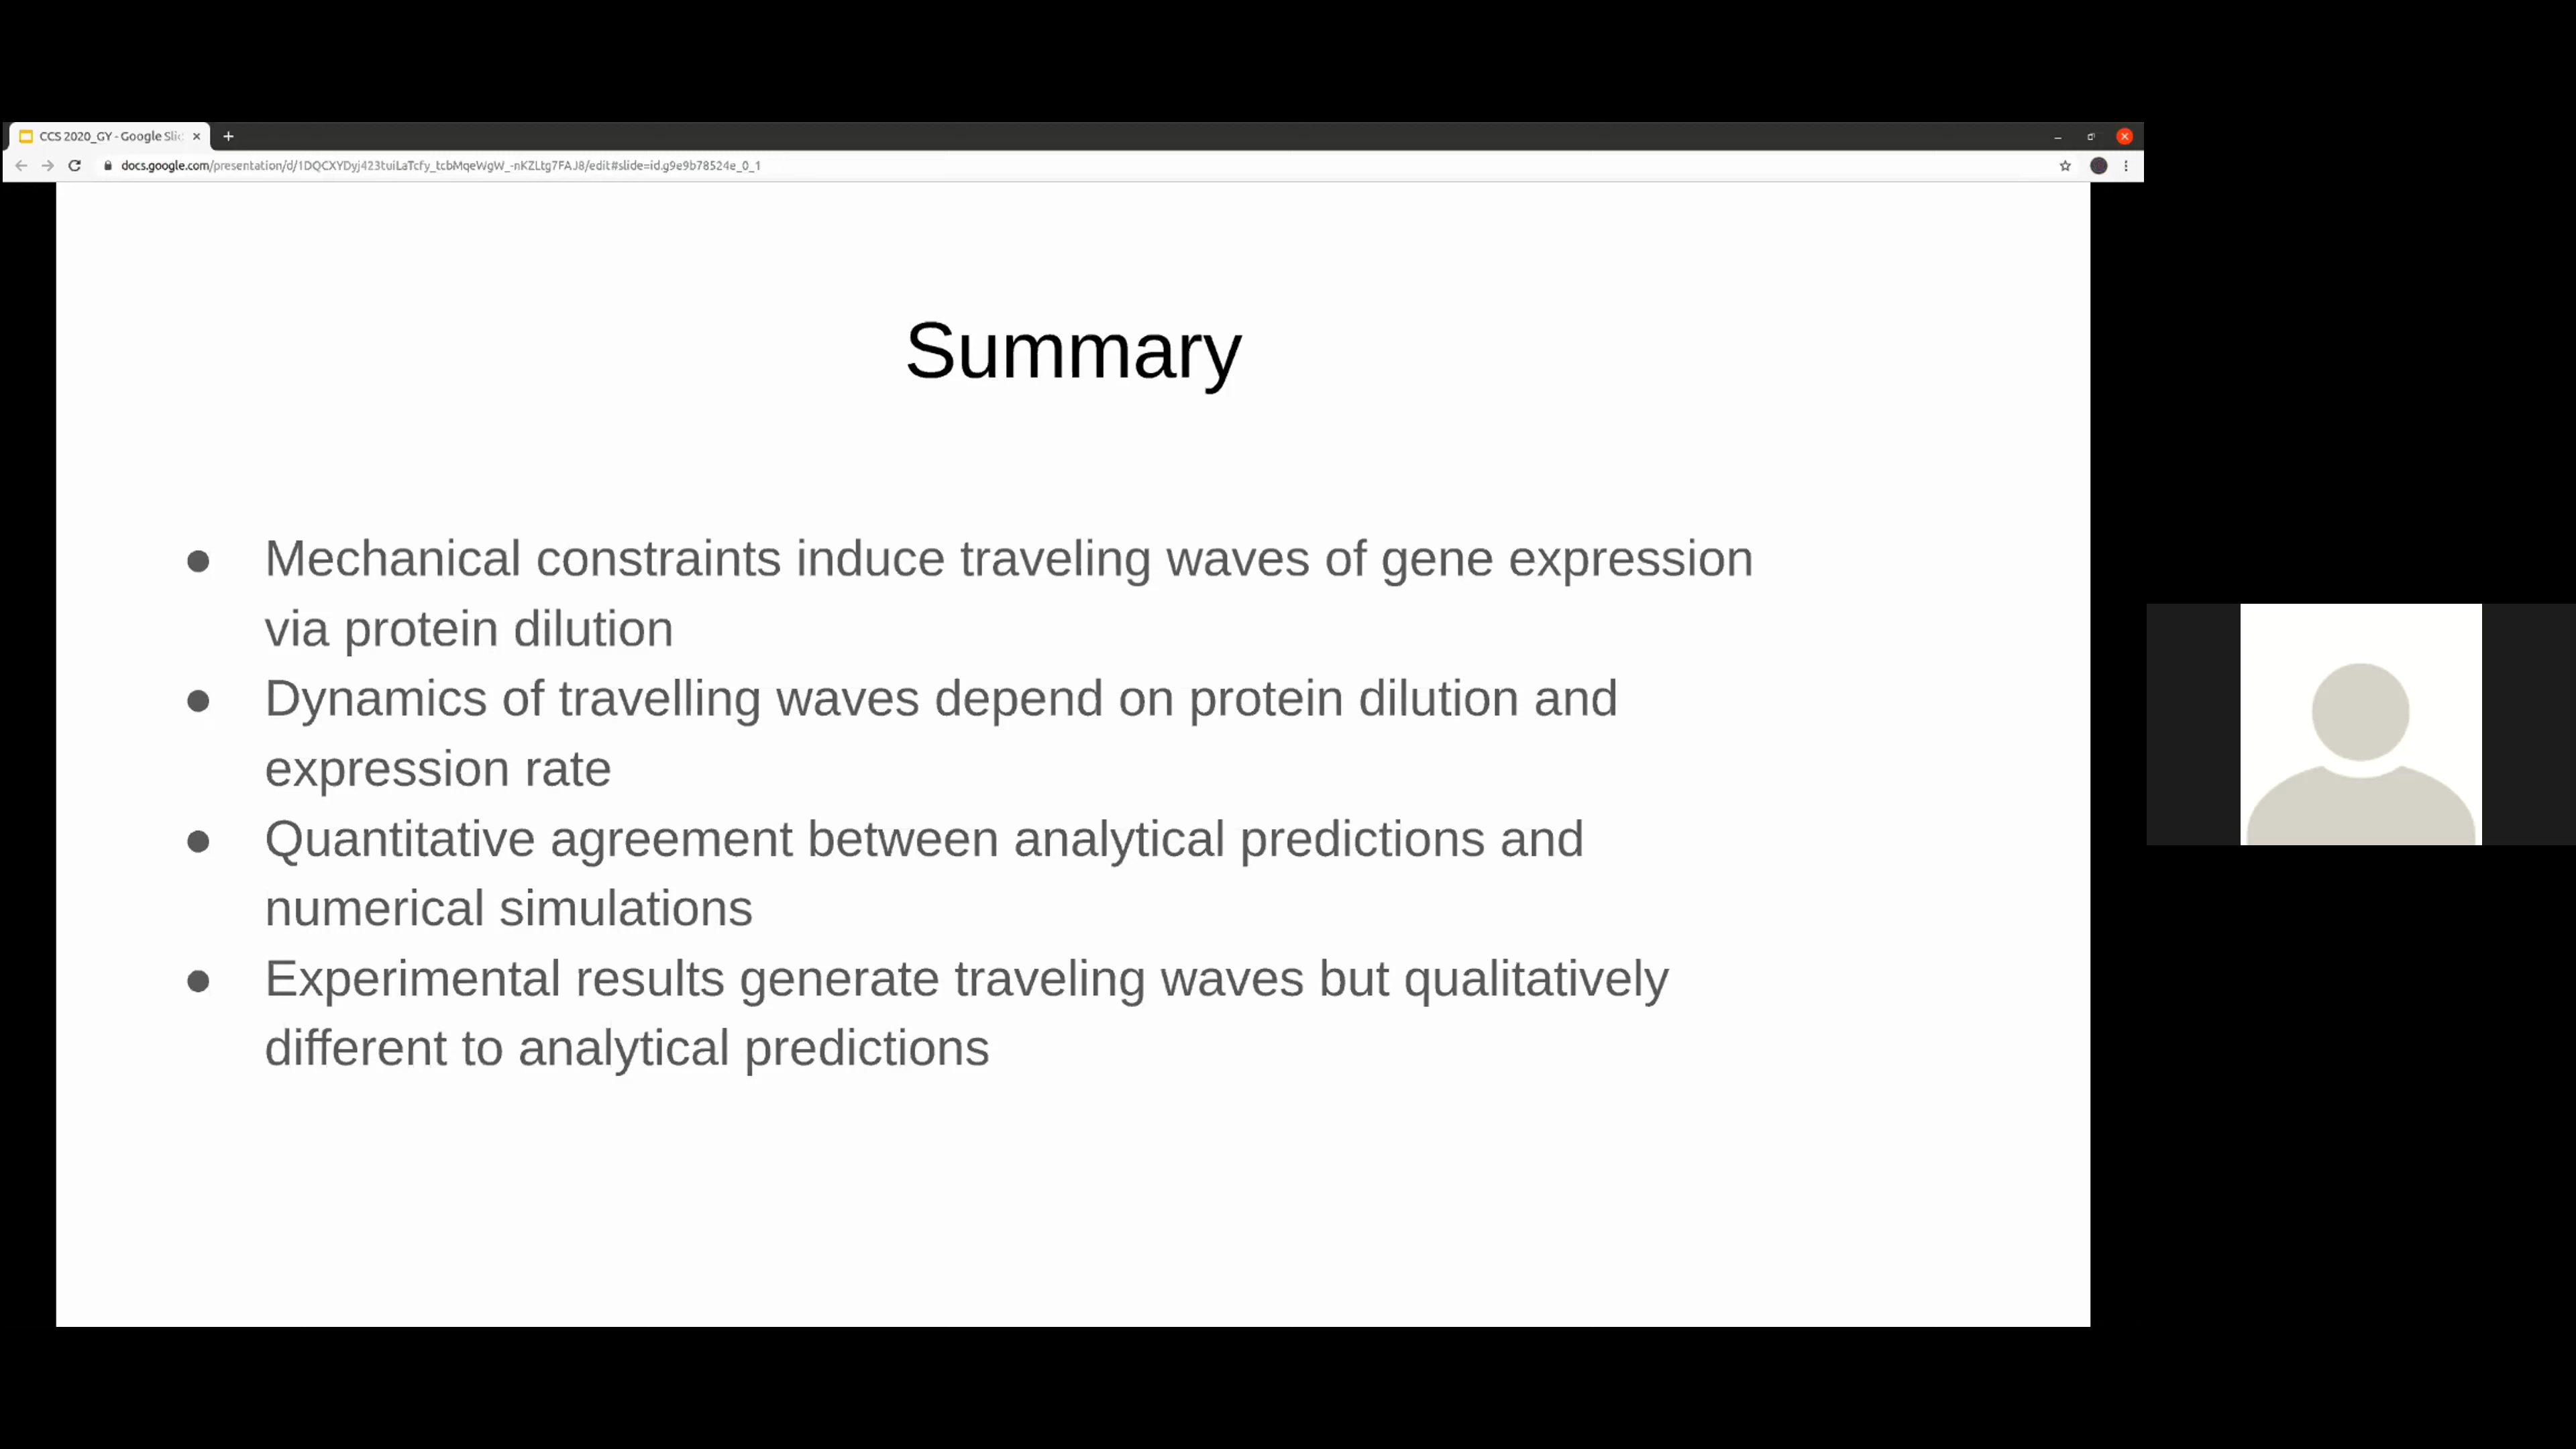 CCS 2020_GY - Google Slid
docs.google.com/presentation/d/1DQCXYDyj423tuiLaTcfy_tcbMqeWgW_-nKZLtg7FAJ8/edit#slide=id.g9e9b78524e_0_1
Summary
● Mechanical constraints induce traveling waves of gene expression
via protein dilution
● Dynamics of travelling waves depend on protein dilution and
expression rate
● Quantitative agreement between analytical predictions and
numerical simulations
● Experimental results generate traveling waves but qualitatively
different to analytical predictions